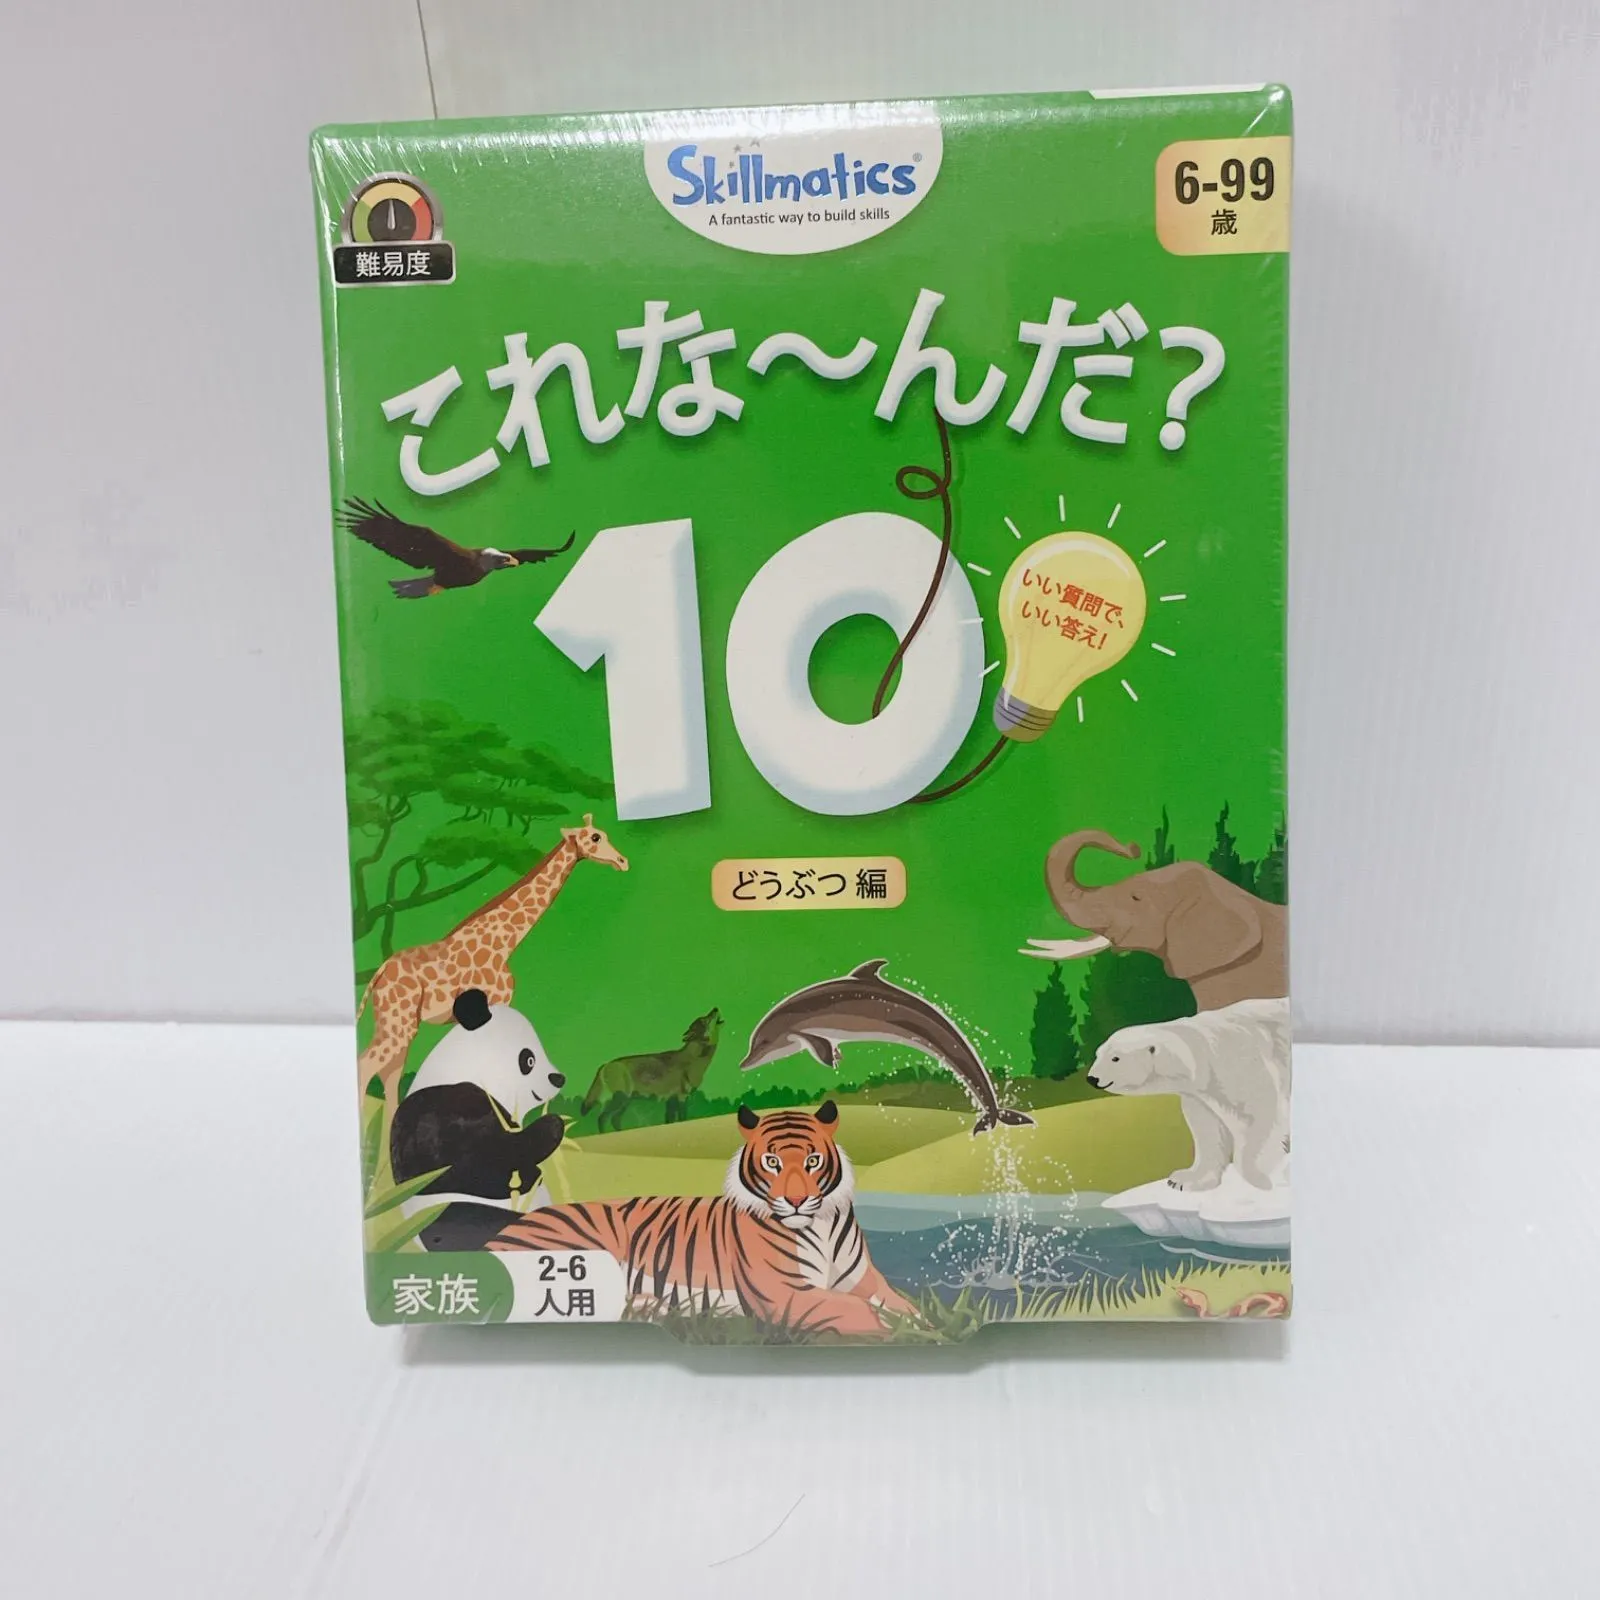 Skillmatics®
A fantastic way to build skills
6-99
歳
難易度
これな〜んだ?
10
いい質問で、
いい答え!
どうぶつ 編
家族
2-6
人用